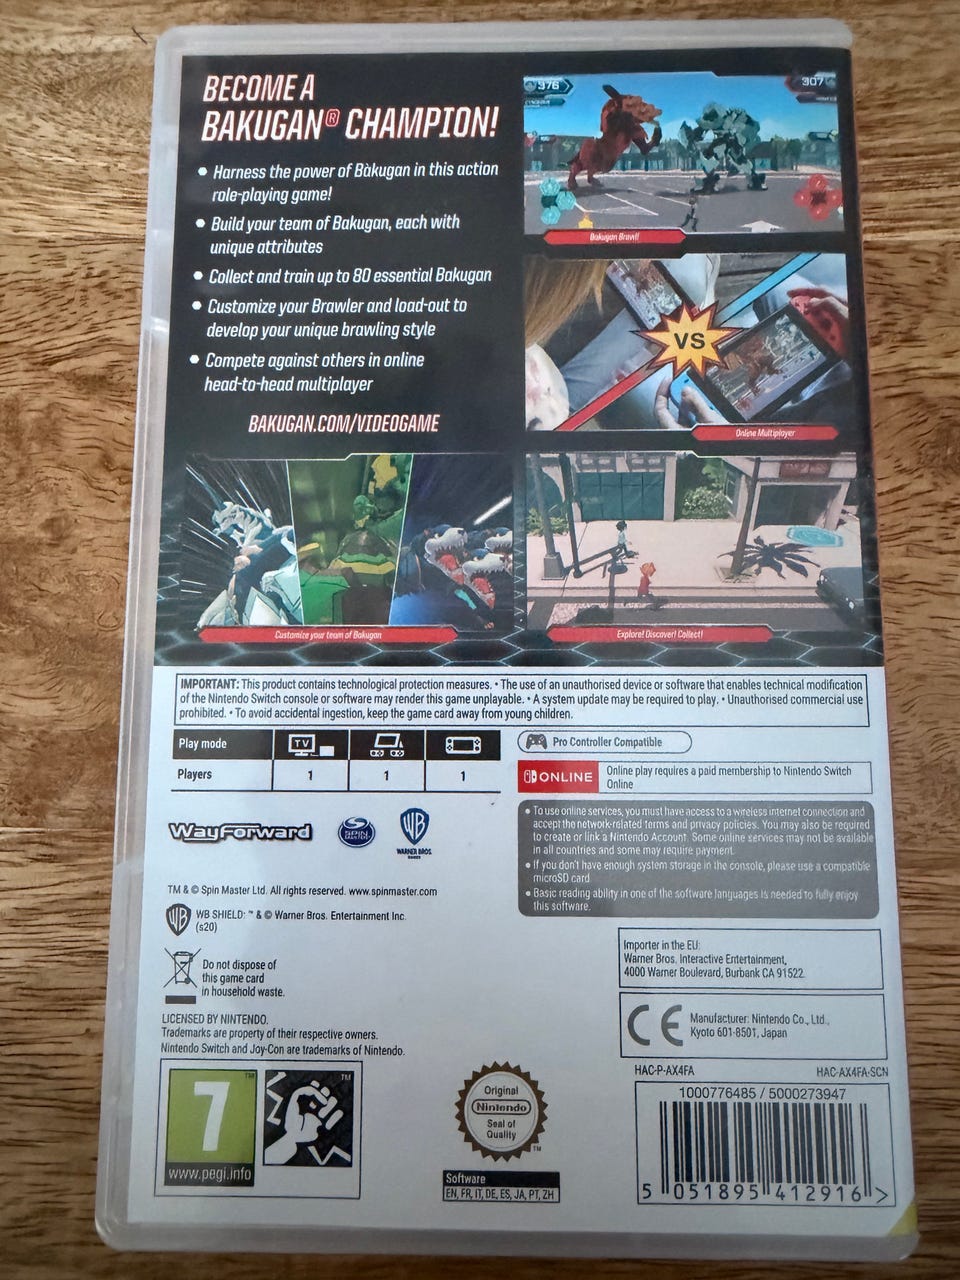 BECOME A
BAKUGAN® CHAMPION!
• Harness the power of Bakugan in this action
role-playing game!
• Build your team of Bakugan, each with
unique attributes
• Collect and train up to 80 essential Bakugan
• Customize your Brawler and load-out to
develop your unique brawling style
• Compete against others in online
head-to-head multiplayer
BAKUGAN.COM/VIDEOGAME
376
307
Bakugan Brawl!
VS
Online Multiplayer
Customize your team of Bakugan
Explore! Discover! Collect!
IMPORTANT: This product contains technological protection measures. • The use of an unauthorised device or software that enables technical modification
of the Nintendo Switch console or software may render this game unplayable. • A system update may be required to play. • Unauthorised commercial use
prohibited. • To avoid accidental ingestion, keep the game card away from young children.
Play mode TV
Players 1 1 1
Pro Controller Compatible
ONLINE
Online play requires a paid membership to Nintendo Switch
Online
• To use online services, you must have access to a wireless internet connection and
accept the network-related terms and privacy policies. You may also be required
to create or link a Nintendo Account. Some online services may not be available
in all countries and some may require payment.
• If you don't have enough system storage in the console, please use a compatible
microSD card.
• Basic reading ability in one of the software languages is needed to fully enjoy
this software.
WayForward
SPIN MASTER
WB
WARNER BROS.
GAMES
TM & © Spin Master Ltd. All rights reserved. www.spinmaster.com
WB SHIELD: ™ & © Warner Bros. Entertainment Inc.
(s20)
Do not dispose of
this game card
in household waste.
LICENSED BY NINTENDO.
Trademarks are property of their respective owners.
Nintendo Switch and Joy-Con are trademarks of Nintendo.
Importer in the EU:
Warner Bros. Interactive Entertainment,
4000 Warner Boulevard, Burbank CA 91522.
CE
Manufacturer: Nintendo Co., Ltd.,
Kyoto 601-8501, Japan
HAC-P-AX4FA HAC-AX4FA-SCN
1000776485 / 5000273947
5 051895 412916 >
7
TM
www.pegi.info
TM
Original
Nintendo
Seal of
Quality
TM
Software
EN, FR, IT, DE, ES, JA, PT, ZH